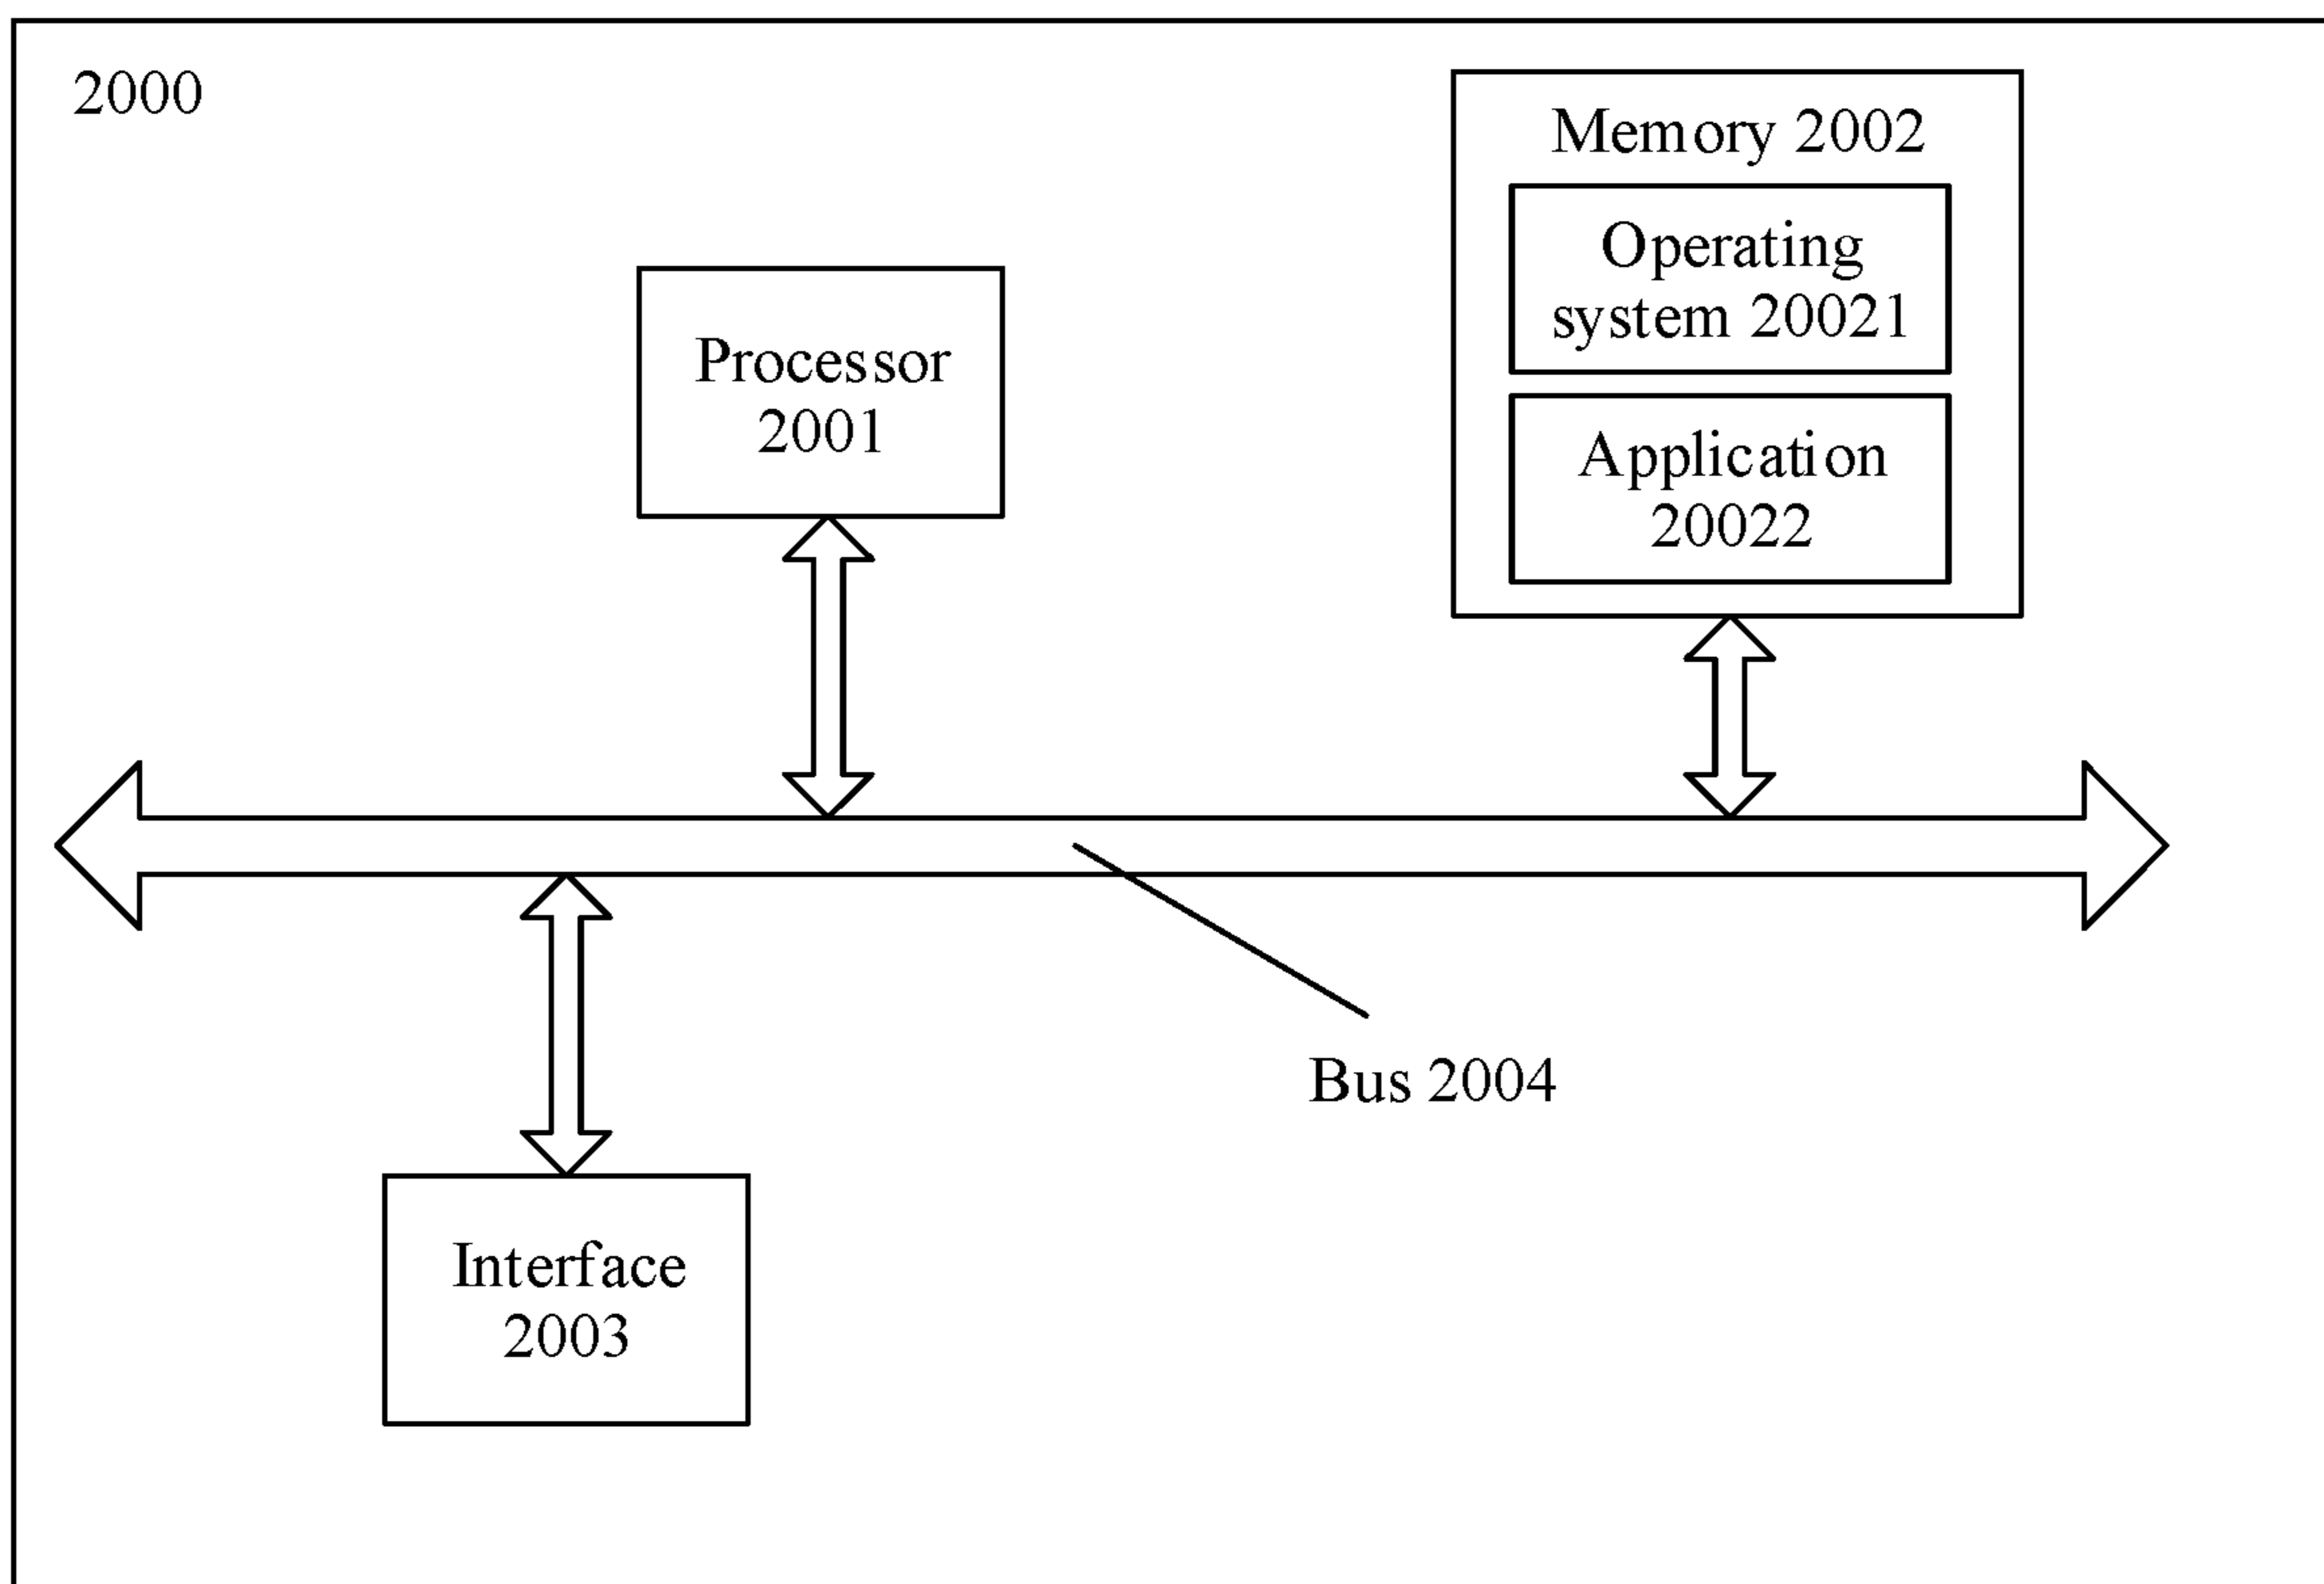 2000
Memory 2002
Operating
system 20021
Application
20022
Processor
2001
Bus 2004
Interface
2003